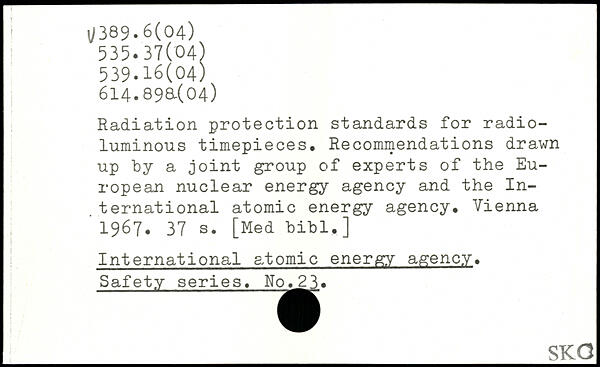 √389.6(04)
535.37(04)
539.16(04)
614.898(04)
Radiation protection standards for radio-
luminous timepieces. Recommendations drawn
up by a joint group of experts of the Eu-
ropean nuclear energy agency and the In-
ternational atomic energy agency. Vienna
1967. 37 s. [Med bibl.]
International atomic energy agency.
Safety series. No.23.
SKC